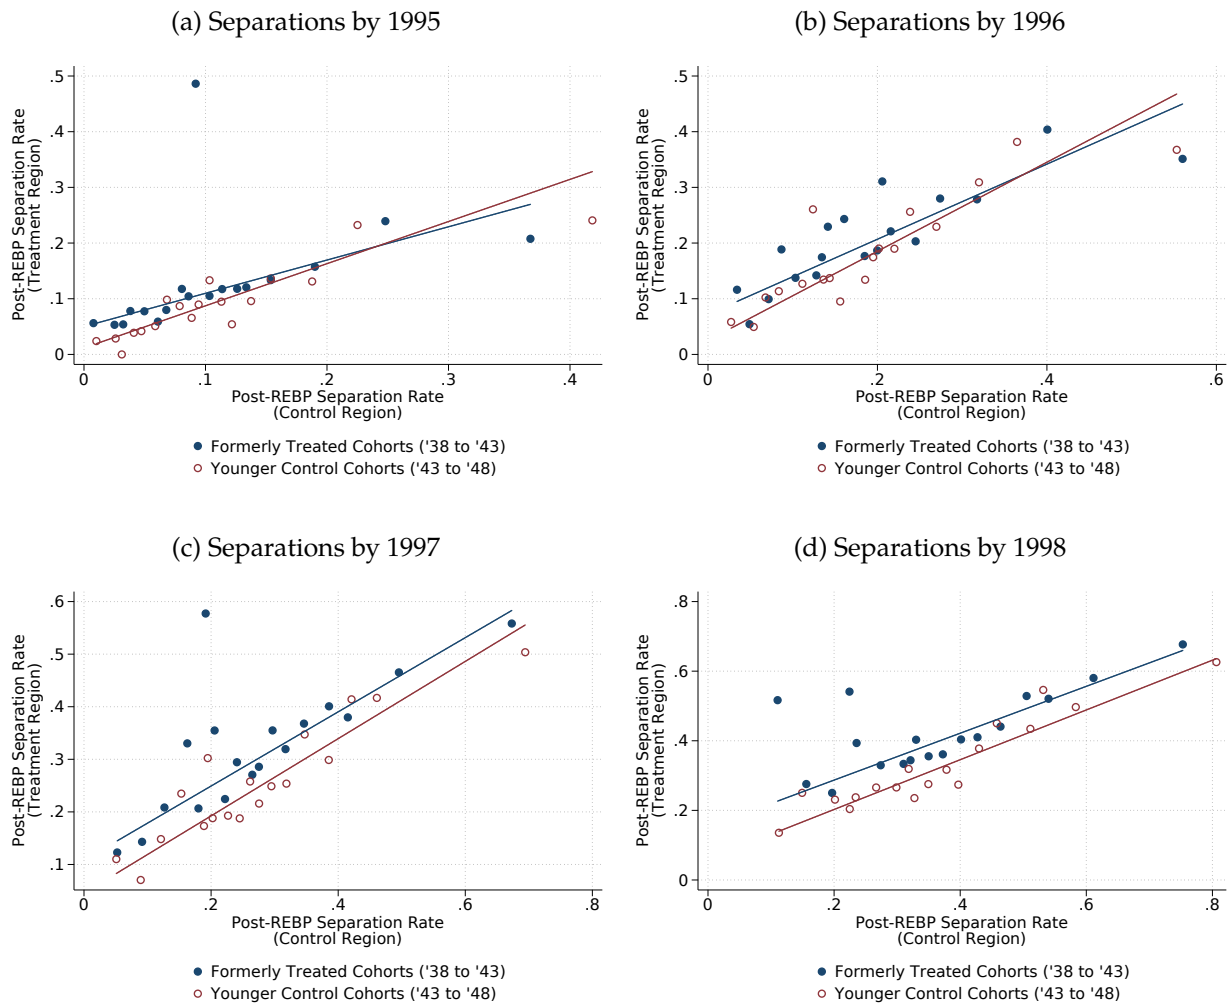 (a) Separations by 1995
Post-REBP Separation Rate
(Treatment Region)
.5
.4
.3
.2
.1
0
0 .1 .2 .3 .4
Post-REBP Separation Rate
(Control Region)
Formerly Treated Cohorts ('38 to '43)
Younger Control Cohorts ('43 to '48)
(b) Separations by 1996
Post-REBP Separation Rate
(Treatment Region)
.5
.4
.3
.2
.1
0
0 .2 .4 .6
Post-REBP Separation Rate
(Control Region)
Formerly Treated Cohorts ('38 to '43)
Younger Control Cohorts ('43 to '48)
(c) Separations by 1997
Post-REBP Separation Rate
(Treatment Region)
.6
.5
.4
.3
.2
.1
0 .2 .4 .6 .8
Post-REBP Separation Rate
(Control Region)
Formerly Treated Cohorts ('38 to '43)
Younger Control Cohorts ('43 to '48)
(d) Separations by 1998
Post-REBP Separation Rate
(Treatment Region)
.8
.6
.4
.2
0
0 .2 .4 .6 .8
Post-REBP Separation Rate
(Control Region)
Formerly Treated Cohorts ('38 to '43)
Younger Control Cohorts ('43 to '48)